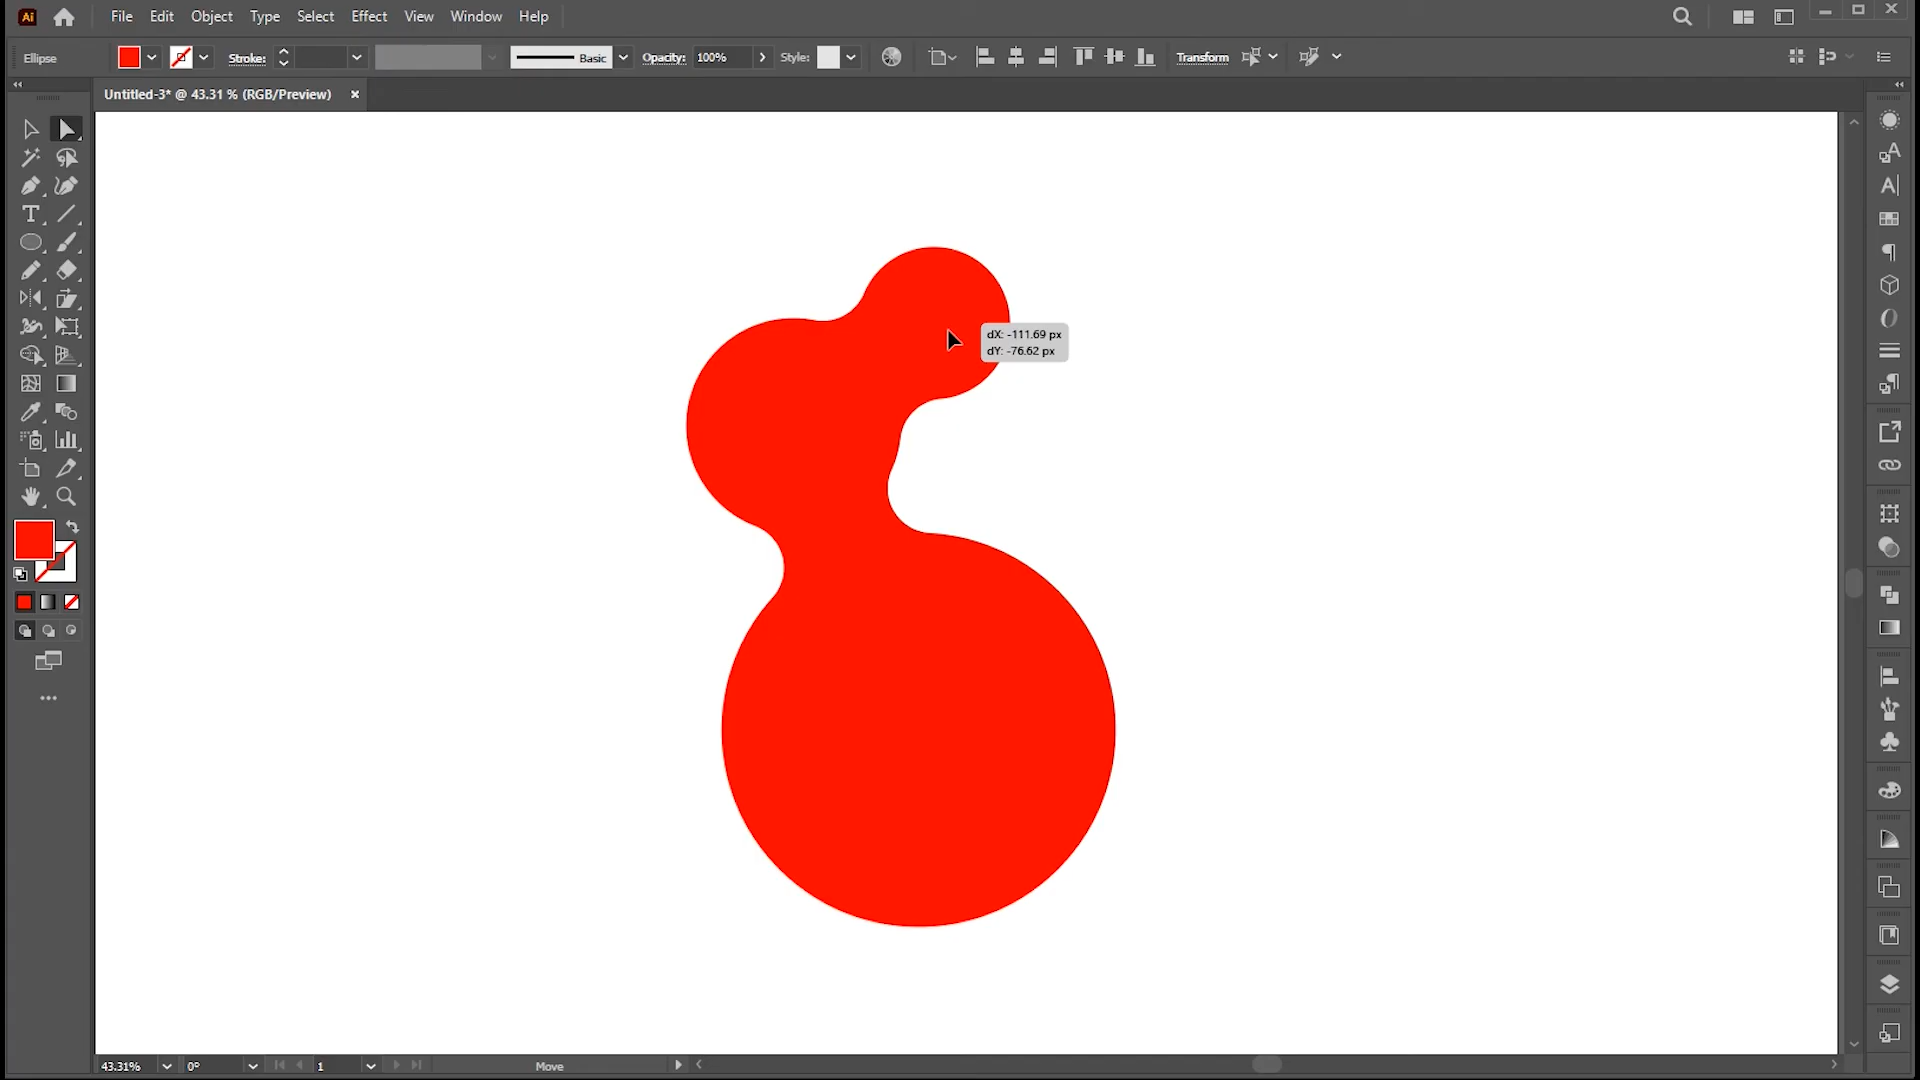 Ai File Edit Object Type Select Effect View Window Help
Ellipse Stroke: Basic Opacity: 100% Style: Transform
Untitled-3* @ 43.31 % (RGB/Preview) ×
dX: -111.69 px
dY: -76.62 px
43.31% 0° 1 Move